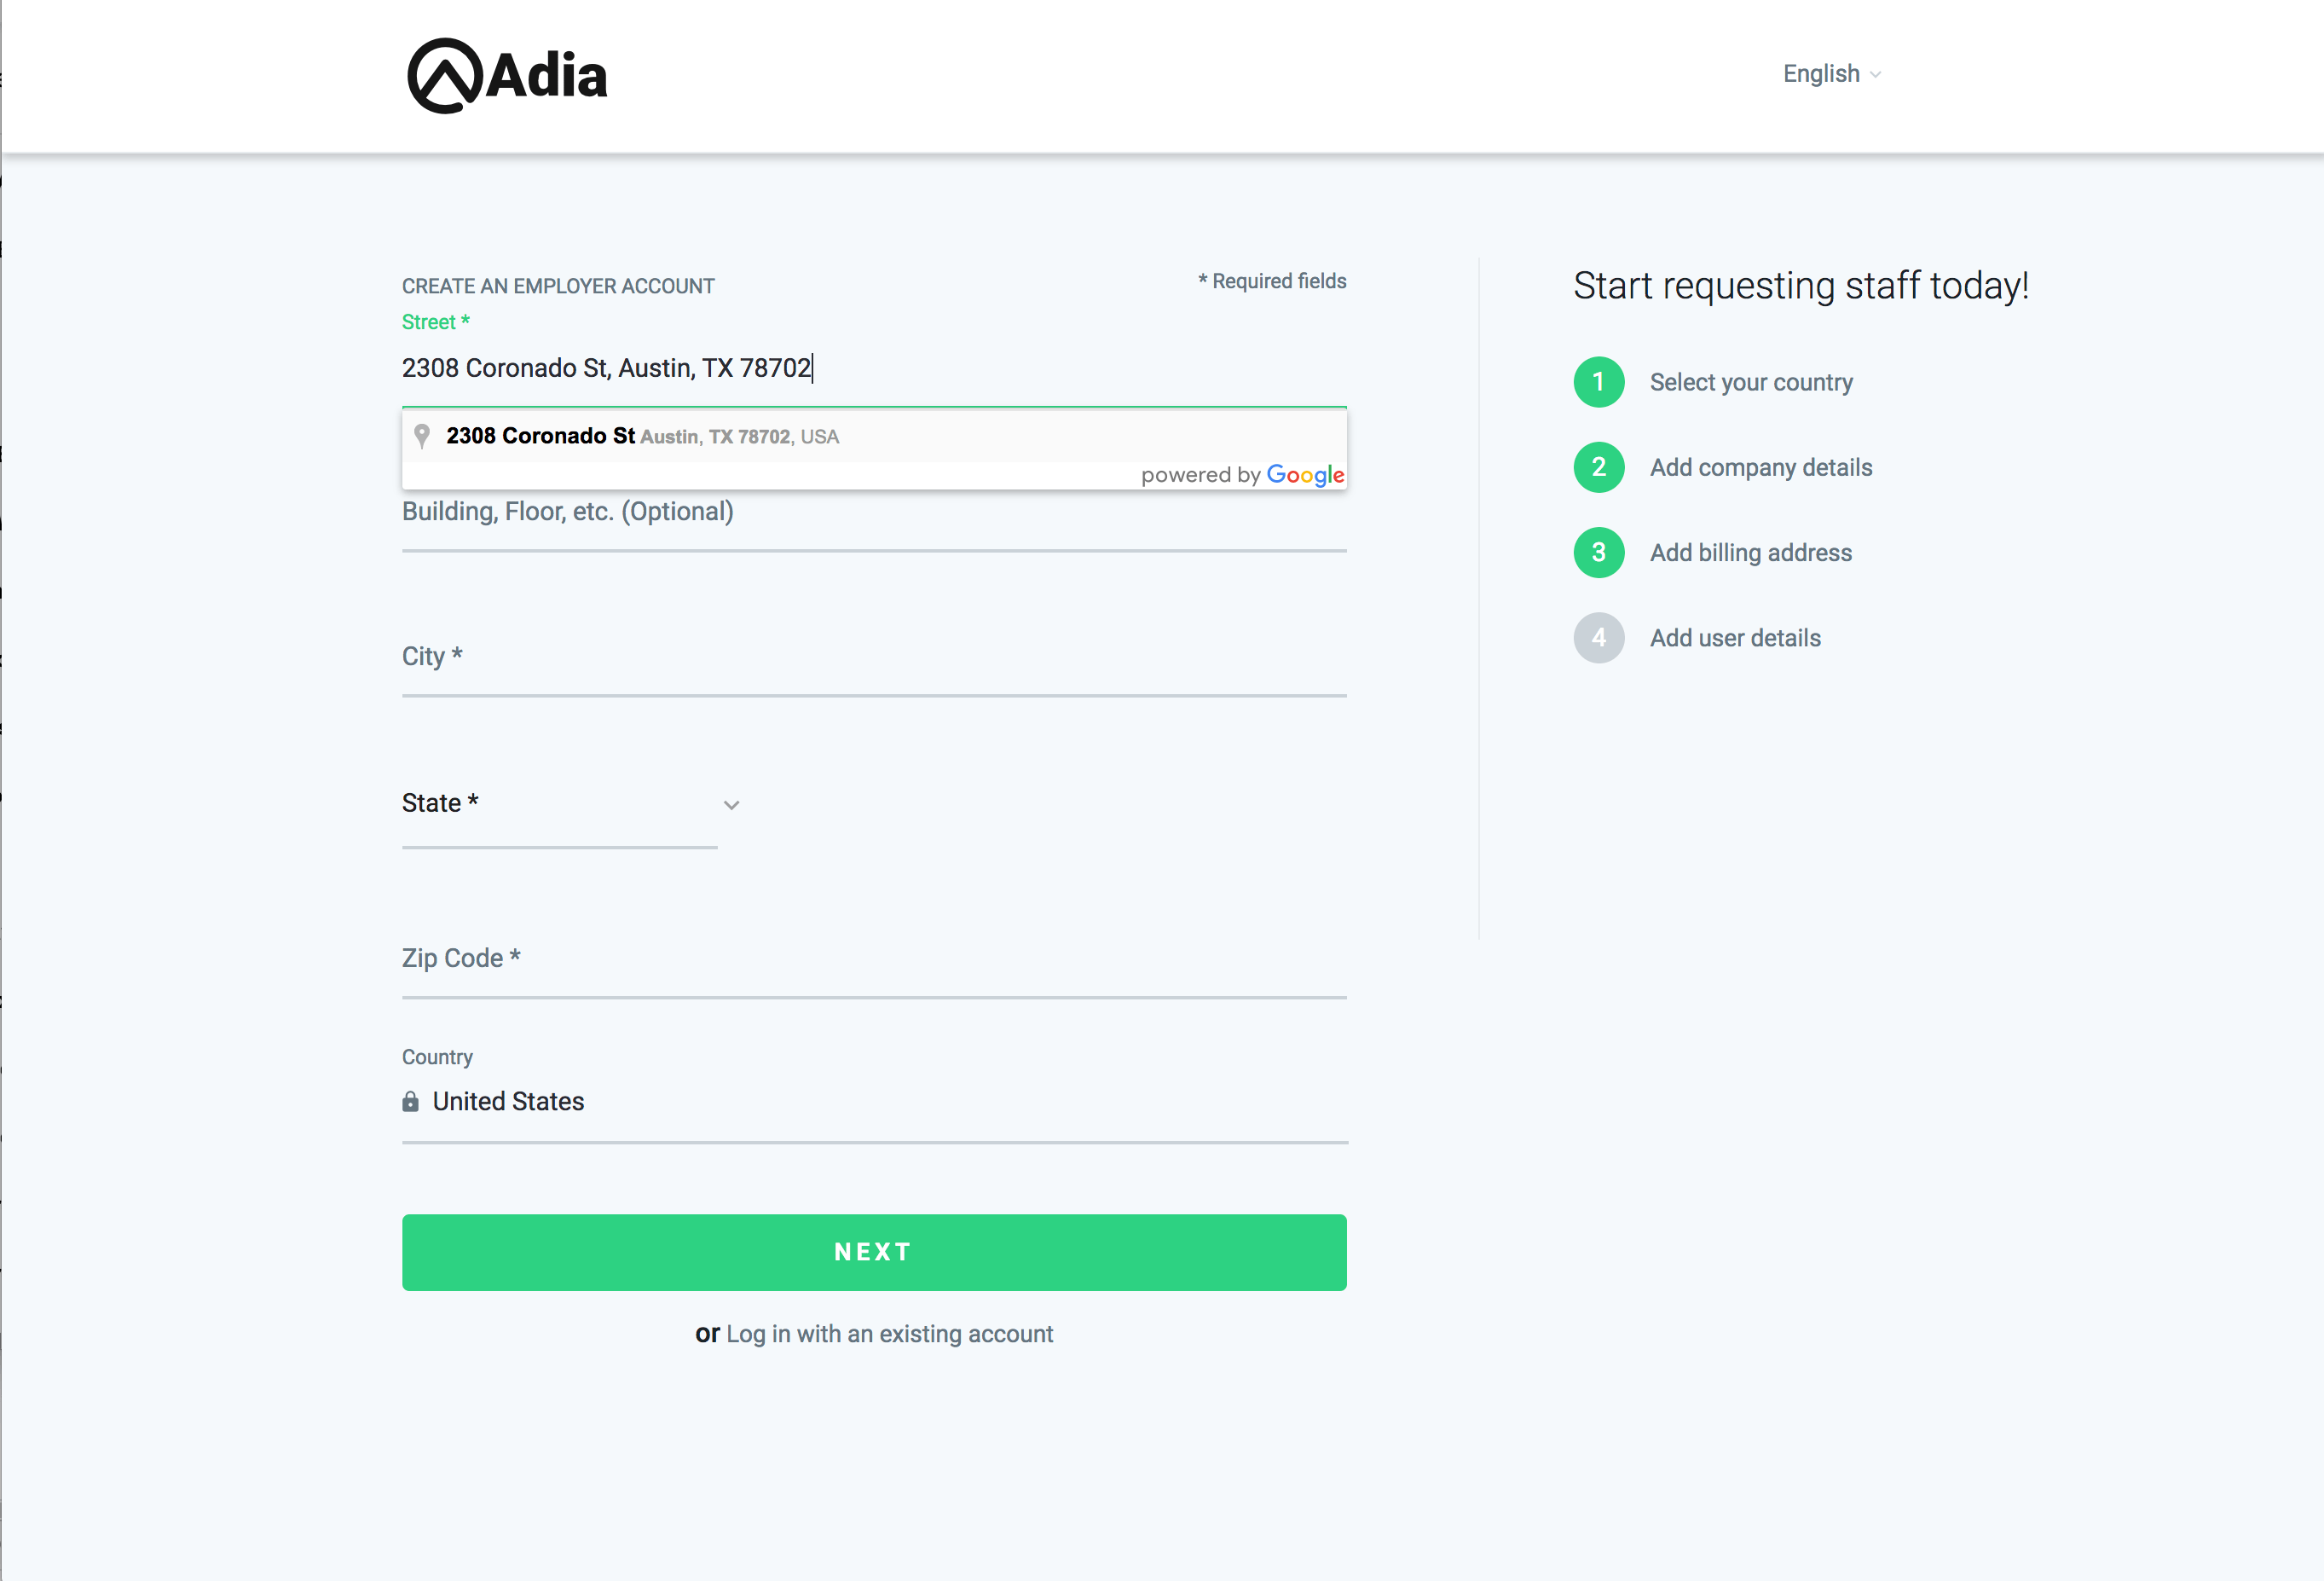 Adia
English
CREATE AN EMPLOYER ACCOUNT
* Required fields
Street *
2308 Coronado St, Austin, TX 78702
2308 Coronado St Austin, TX 78702, USA
powered by Google
Building, Floor, etc. (Optional)
City *
State *
Zip Code *
Country
United States
NEXT
or Log in with an existing account
Start requesting staff today!
1 Select your country
2 Add company details
3 Add billing address
4 Add user details